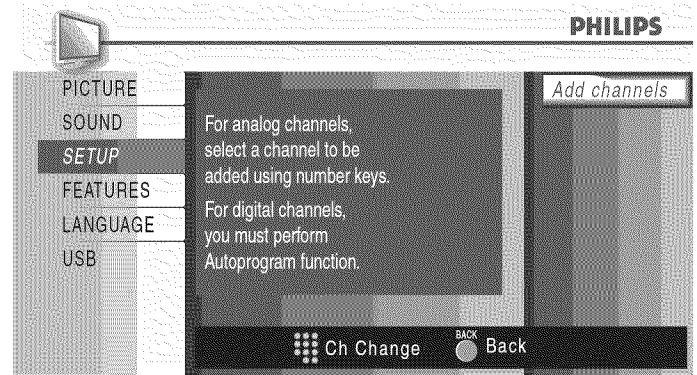 PHILIPS
Add channels
PICTURE
SOUND
SETUP
FEATURES
LANGUAGE
USB
For analog channels,
select a channel to be
added using number keys.
For digital channels,
you must perform
Autoprogram function.
Ch Change
BACK
Back